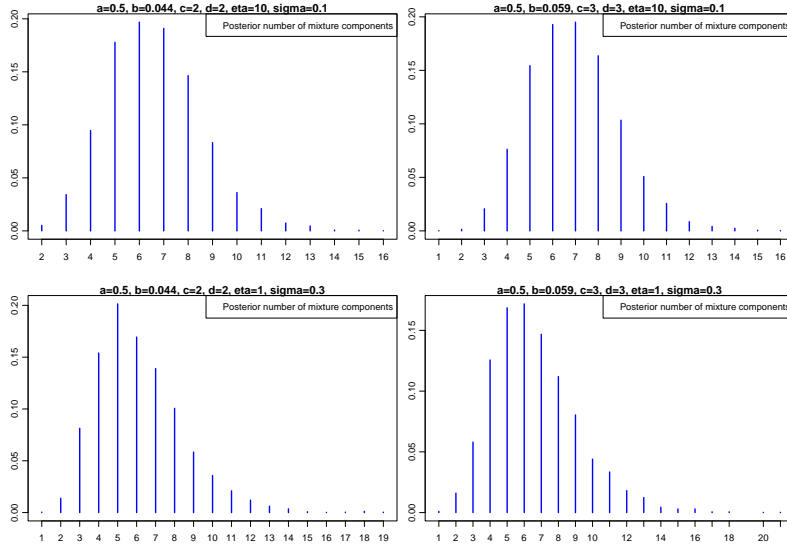 a=0.5, b=0.044, c=2, d=2, eta=10, sigma=0.1
Posterior number of mixture components
0.00 0.05 0.10 0.15 0.20
2 3 4 5 6 7 8 9 10 11 12 13 14 15 16
a=0.5, b=0.059, c=3, d=3, eta=10, sigma=0.1
Posterior number of mixture components
0.00 0.05 0.10 0.15 0.20
1 2 3 4 5 6 7 8 9 10 11 12 13 14 15 16
a=0.5, b=0.044, c=2, d=2, eta=1, sigma=0.3
Posterior number of mixture components
0.00 0.05 0.10 0.15 0.20
1 2 3 4 5 6 7 8 9 10 11 12 13 14 15 16 17 18 19
a=0.5, b=0.059, c=3, d=3, eta=1, sigma=0.3
Posterior number of mixture components
0.00 0.05 0.10 0.15
1 2 3 4 5 6 7 8 9 10 12 14 16 18 20